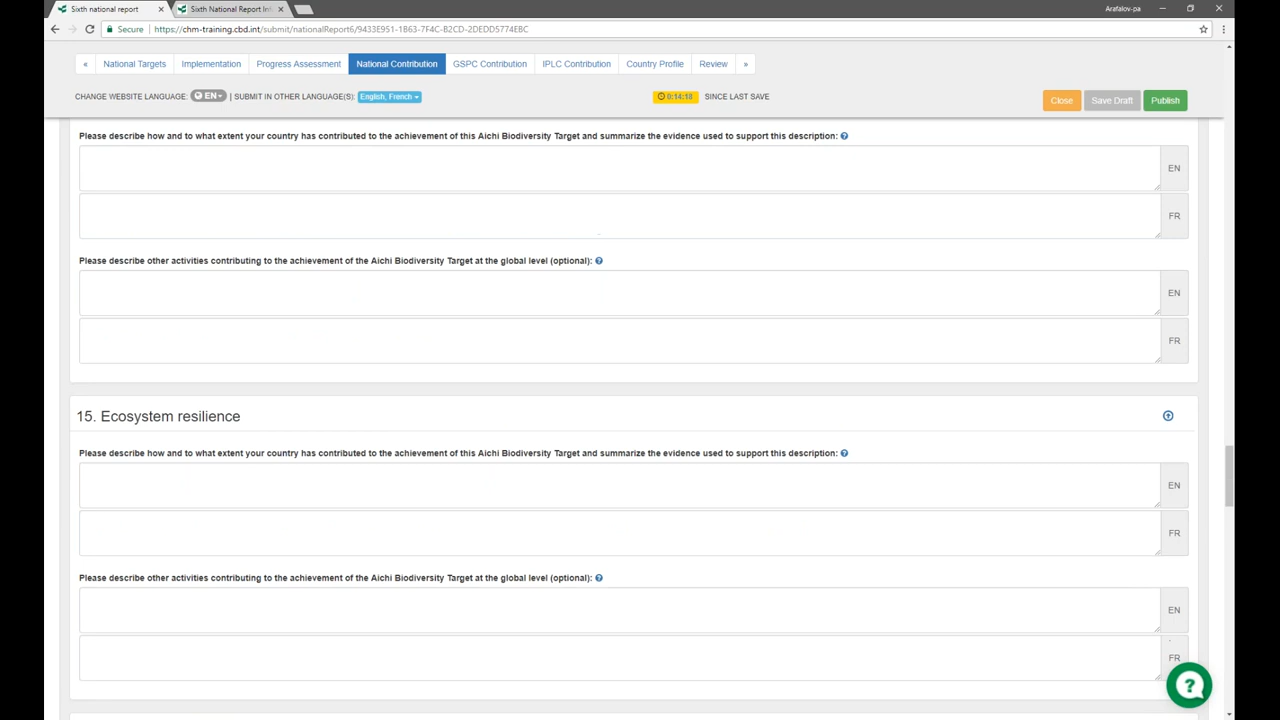 Sixth national report
Sixth National Report Inf
Arafalov-pa
Secure
https://chm-training.cbd.int/submit/nationalReport6/9433E951-1B63-7F4C-B2CD-2DEDD5774EBC
« National Targets Implementation Progress Assessment National Contribution GSPC Contribution IPLC Contribution Country Profile Review »
CHANGE WEBSITE LANGUAGE: EN | SUBMIT IN OTHER LANGUAGE(S): English, French 0:14:18 SINCE LAST SAVE
Close Save Draft Publish
Please describe how and to what extent your country has contributed to the achievement of this Aichi Biodiversity Target and summarize the evidence used to support this description:
EN
FR
Please describe other activities contributing to the achievement of the Aichi Biodiversity Target at the global level (optional):
EN
FR
15. Ecosystem resilience
Please describe how and to what extent your country has contributed to the achievement of this Aichi Biodiversity Target and summarize the evidence used to support this description:
EN
FR
Please describe other activities contributing to the achievement of the Aichi Biodiversity Target at the global level (optional):
EN
FR
?